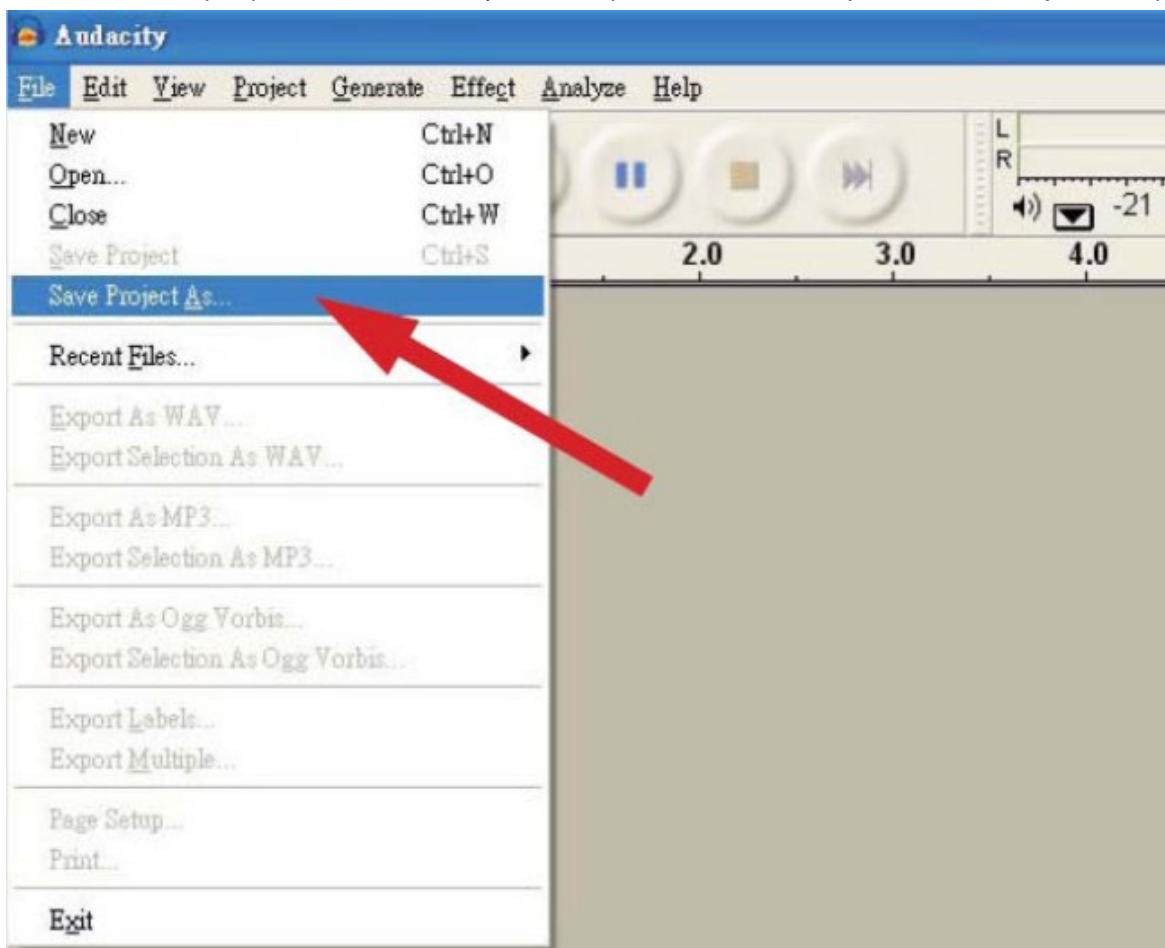 Audacity
File Edit View Project Generate Effect Analyze Help
New Ctrl+N
Open... Ctrl+O
Close Ctrl+W
Save Project Ctrl+S
Save Project As...
Recent Files...
Export As WAV...
Export Selection As WAV...
Export As MP3...
Export Selection As MP3...
Export As Ogg Vorbis...
Export Selection As Ogg Vorbis...
Export Labels...
Export Multiple...
Page Setup...
Print...
Exit
L
R
-21
2.0 3.0 4.0